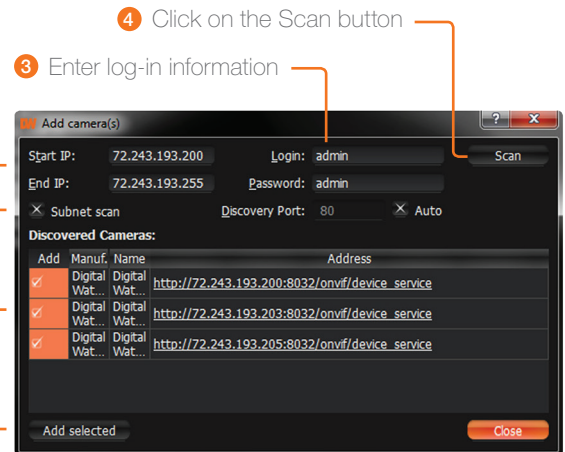 4 Click on the Scan button
3 Enter log-in information
Add camera(s)
? X
Start IP: 72.243.193.200 Login: admin Scan
End IP: 72.243.193.255 Password: admin
Subnet scan Discovery Port: 80 Auto
Discovered Cameras:
Add Manuf. Name Address
Digital Wat... Digital Wat... http://72.243.193.200:8032/onvif/device_service
Digital Wat... Digital Wat... http://72.243.193.203:8032/onvif/device_service
Digital Wat... Digital Wat... http://72.243.193.205:8032/onvif/device_service
Add selected Close